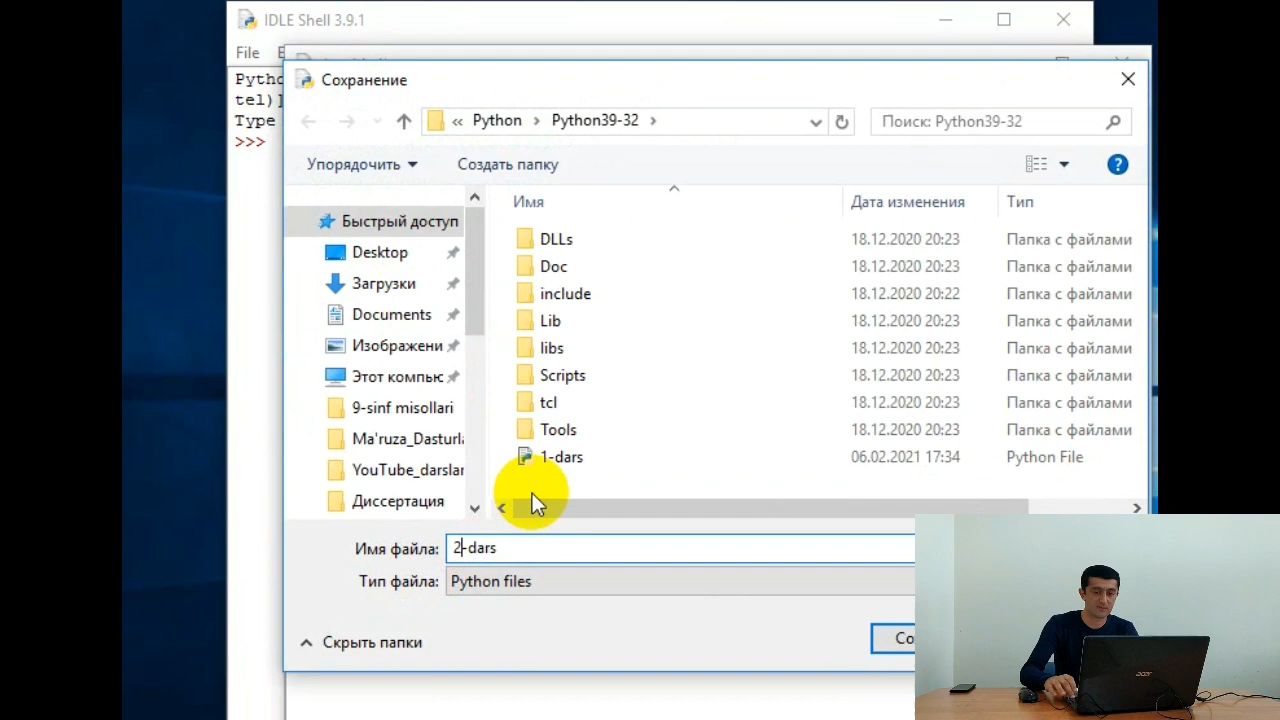 IDLE Shell 3.9.1
File
Pytho
tel)]
Type
>>>
Сохранение
« Python > Python39-32 >
Поиск: Python39-32
Упорядочить
Создать папку
Имя
Дата изменения
Тип
Быстрый доступ
Desktop
Загрузки
Documents
Изображени
Этот компьк
9-sinf misollari
Ma'ruza_Dasturla
YouTube_darslar
Диссертация
DLLs 18.12.2020 20:23 Папка с файлами
Doc 18.12.2020 20:23 Папка с файлами
include 18.12.2020 20:22 Папка с файлами
Lib 18.12.2020 20:23 Папка с файлами
libs 18.12.2020 20:23 Папка с файлами
Scripts 18.12.2020 20:23 Папка с файлами
tcl 18.12.2020 20:23 Папка с файлами
Tools 18.12.2020 20:23 Папка с файлами
1-dars 06.02.2021 17:34 Python File
Имя файла: 2-dars
Тип файла: Python files
Скрыть папки
Со
acer